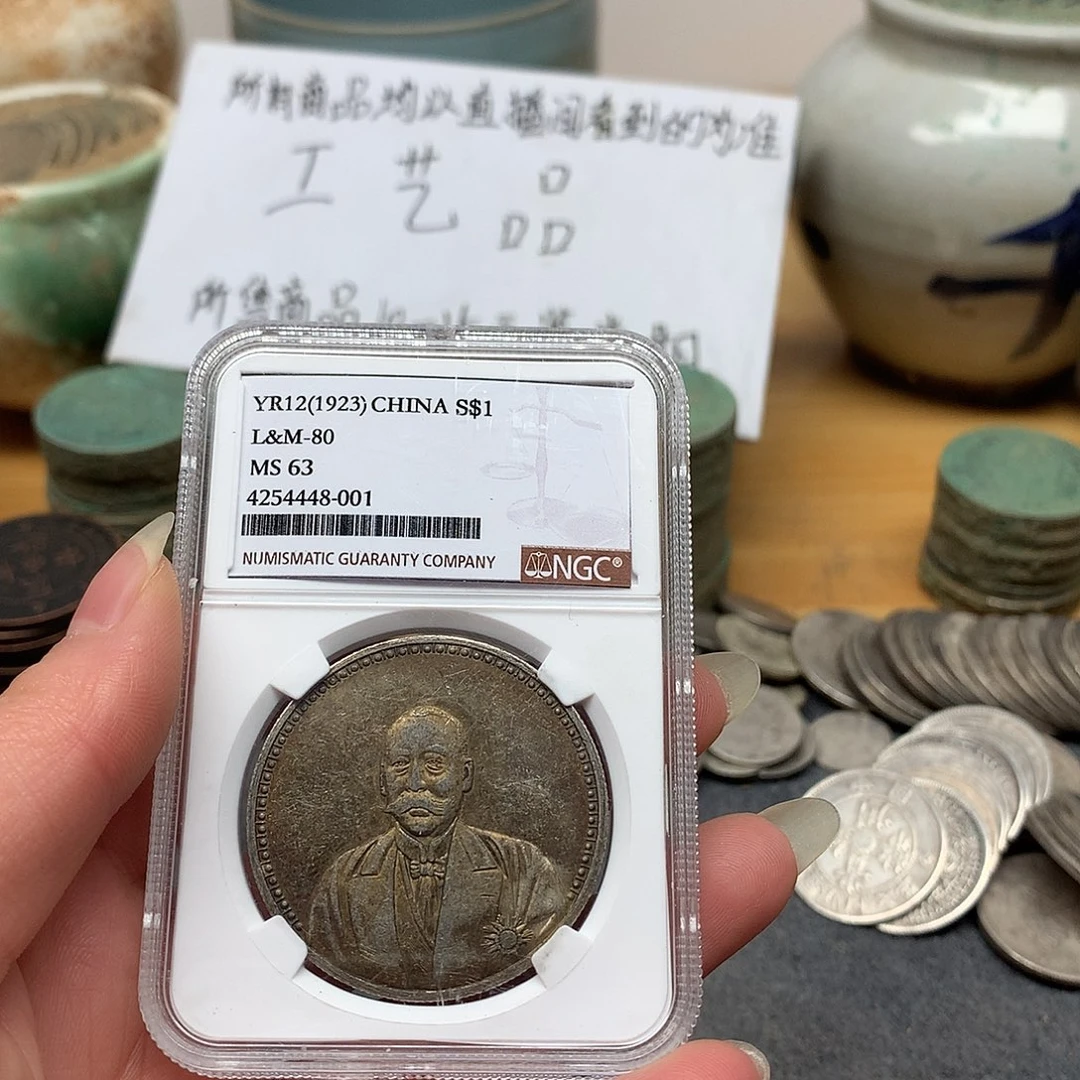 所有商品均以直播间看到的为准
工艺品
所售商品
YR12(1923) CHINA S$1
L&M-80
MS 63
4254448-001
NUMISMATIC GUARANTY COMPANY
NGC®